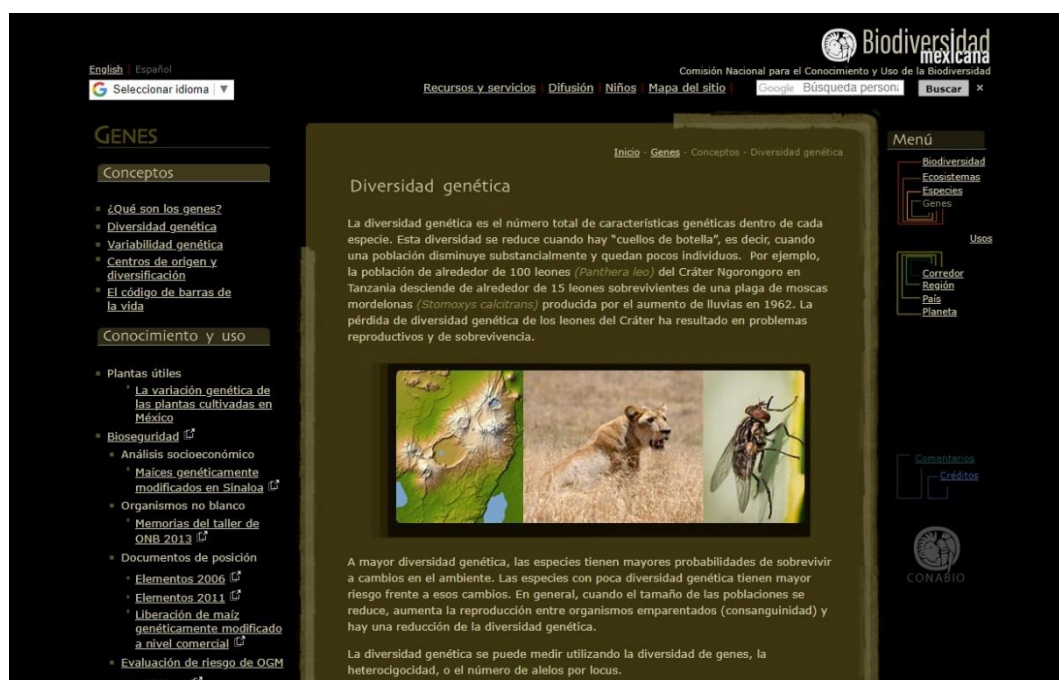 Biodiversidad
mexicana
Comisión Nacional para el Conocimiento y Uso de la Biodiversidad
English | Español
Seleccionar idioma | ▼
Recursos y servicios | Difusión | Niños | Mapa del sitio |
Google Búsqueda person
Buscar ×
GENES
Conceptos
¿Qué son los genes?
Diversidad genética
Variabilidad genética
Centros de origen y
diversificación
El código de barras de
la vida
Conocimiento y uso
Plantas útiles
La variación genética de
las plantas cultivadas en
México
Bioseguridad
Análisis socioeconómico
Maíces genéticamente
modificados en Sinaloa
Organismos no blanco
Memorias del taller de
ONB 2013
Documentos de posición
Elementos 2006
Elementos 2011
Liberación de maíz
genéticamente modificado
a nivel comercial
Evaluación de riesgo de OGM
Inicio - Genes - Conceptos - Diversidad genética
Diversidad genética
La diversidad genética es el número total de características genéticas dentro de cada
especie. Esta diversidad se reduce cuando hay "cuellos de botella", es decir, cuando
una población disminuye substancialmente y quedan pocos individuos. Por ejemplo,
la población de alrededor de 100 leones (Panthera leo) del Cráter Ngorongoro en
Tanzania desciende de alrededor de 15 leones sobrevivientes de una plaga de moscas
mordelonas (Stomoxys calcitrans) producida por el aumento de lluvias en 1962. La
pérdida de diversidad genética de los leones del Cráter ha resultado en problemas
reproductivos y de sobrevivencia.
A mayor diversidad genética, las especies tienen mayores probabilidades de sobrevivir
a cambios en el ambiente. Las especies con poca diversidad genética tienen mayor
riesgo frente a esos cambios. En general, cuando el tamaño de las poblaciones se
reduce, aumenta la reproducción entre organismos emparentados (consanguinidad) y
hay una reducción de la diversidad genética.
La diversidad genética se puede medir utilizando la diversidad de genes, la
heterocigocidad, o el número de alelos por locus.
Menú
Biodiversidad
Ecosistemas
Especies
Genes
Usos
Corredor
Región
País
Planeta
Comentarios
Créditos
CONABIO